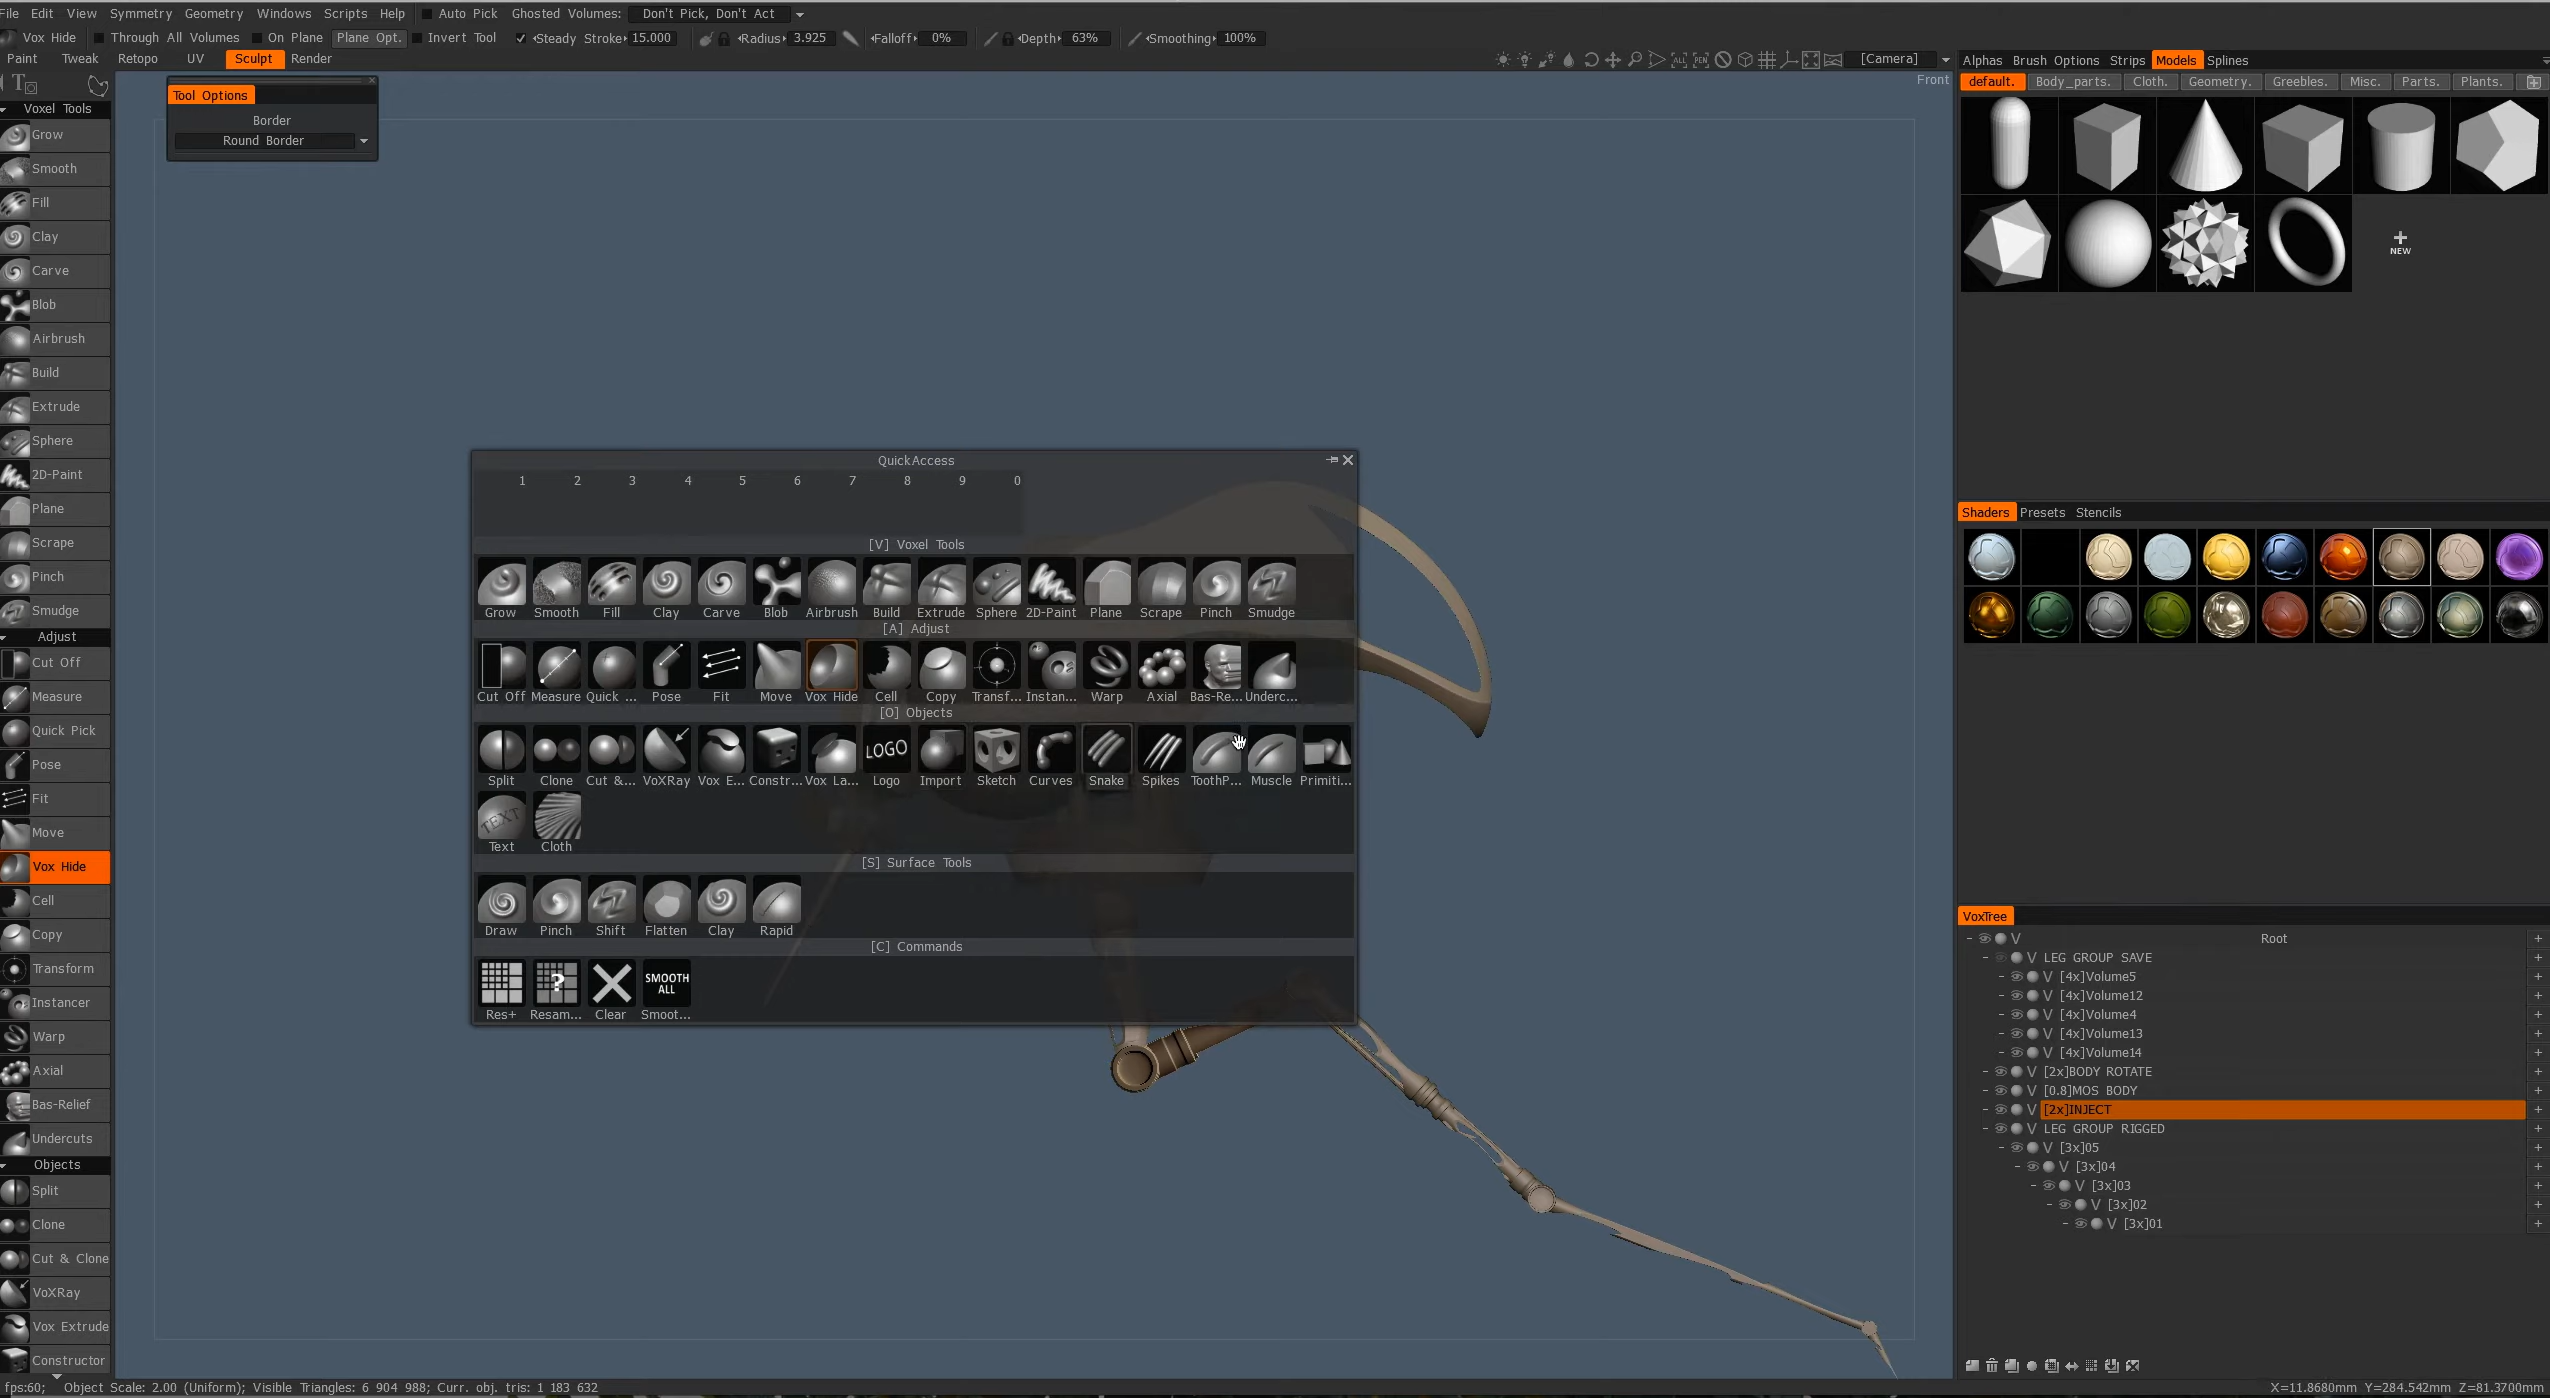 File Edit View Symmetry Geometry Windows Scripts Help Auto Pick Ghosted Volumes: Don't Pick, Don't Act
Vox Hide Through All Volumes On Plane Plane Opt. Invert Tool Steady Stroke 15.000 Radius 3.925 Falloff 0% Depth 63% Smoothing 100%
Paint Tweak Retopo UV Sculpt Render [Camera]
Front
Tool Options
Border
Round Border
Voxel Tools
Grow
Smooth
Fill
Clay
Carve
Blob
Airbrush
Build
Extrude
Sphere
2D-Paint
Plane
Scrape
Pinch
Smudge
Adjust
Cut Off
Measure
Quick Pick
Pose
Fit
Move
Vox Hide
Cell
Copy
Transform
Instancer
Warp
Axial
Bas-Relief
Undercuts
Objects
Split
Clone
Cut & Clone
VoXRay
Vox Extrude
Constructor
QuickAccess
1 2 3 4 5 6 7 8 9 0
[V] Voxel Tools
Grow Smooth Fill Clay Carve Blob Airbrush Build Extrude Sphere 2D-Paint Plane Scrape Pinch Smudge
[A] Adjust
Cut Off Measure Quick ... Pose Fit Move Vox Hide Cell Copy Transf... Instan... Warp Axial Bas-Re... Underc...
[O] Objects
LOGO
Split Clone Cut &... VoXRay Vox E... Constr... Vox La... Logo Import Sketch Curves Snake Spikes ToothP... Muscle Primiti...
TEXT
Text Cloth
[S] Surface Tools
Draw Pinch Shift Flatten Clay Rapid
[C] Commands
? SMOOTH
ALL
Res+ Resam... Clear Smoot...
Alphas Brush Options Strips Models Splines
default. Body_parts. Cloth. Geometry. Greebles. Misc. Parts. Plants.
NEW
Shaders Presets Stencils
VoxTree
V Root
V LEG GROUP SAVE
V [4x]Volume5
V [4x]Volume12
V [4x]Volume4
V [4x]Volume13
V [4x]Volume14
V [2x]BODY ROTATE
V [0.8]MOS BODY
V [2x]INJECT
V LEG GROUP RIGGED
V [3x]05
V [3x]04
V [3x]03
V [3x]02
V [3x]01
fps:60; Object Scale: 2.00 (Uniform); Visible Triangles: 6 904 988; Curr. obj. tris: 1 183 632
X=11.8680mm Y=284.542mm Z=81.3700mm